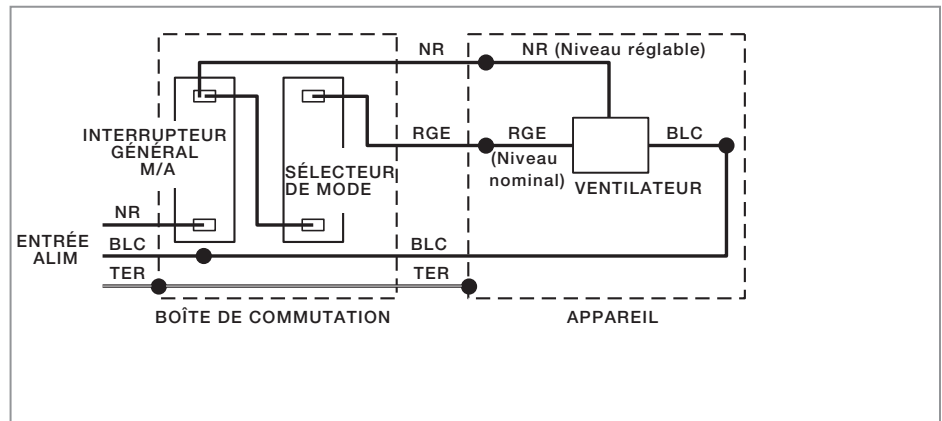 NR
NR (Niveau réglable)
INTERRUPTEUR
GÉNÉRAL
M/A
SÉLECTEUR
DE MODE
RGE
RGE
(Niveau
nominal)
BLC
VENTILATEUR
NR
ENTRÉE
ALIM
BLC
BLC
TER
TER
BOÎTE DE COMMUTATION
APPAREIL